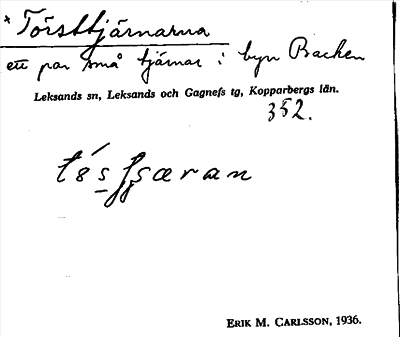 * Törsttjärnarna
ett par små tjärnar i byn Backen
Leksands sn, Leksands och Gagnefs tg, Kopparbergs län.
352.
ERIK M. CARLSSON, 1936.